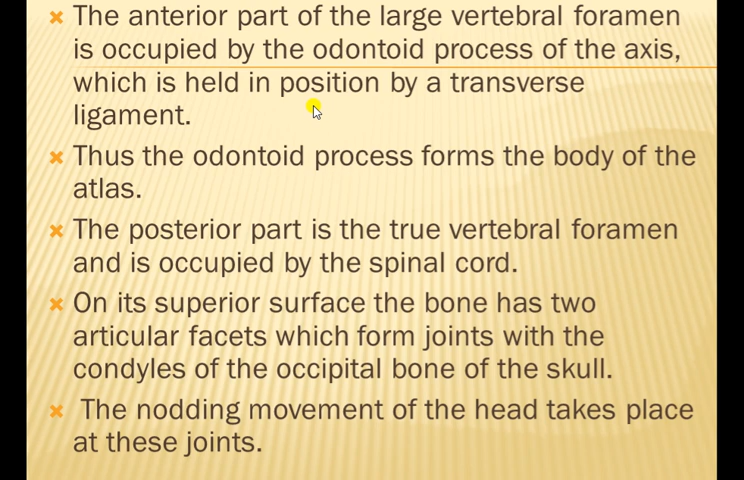 The anterior part of the large vertebral foramen
is occupied by the odontoid process of the axis,
which is held in position by a transverse
ligament.
Thus the odontoid process forms the body of the
atlas.
The posterior part is the true vertebral foramen
and is occupied by the spinal cord.
On its superior surface the bone has two
articular facets which form joints with the
condyles of the occipital bone of the skull.
The nodding movement of the head takes place
at these joints.